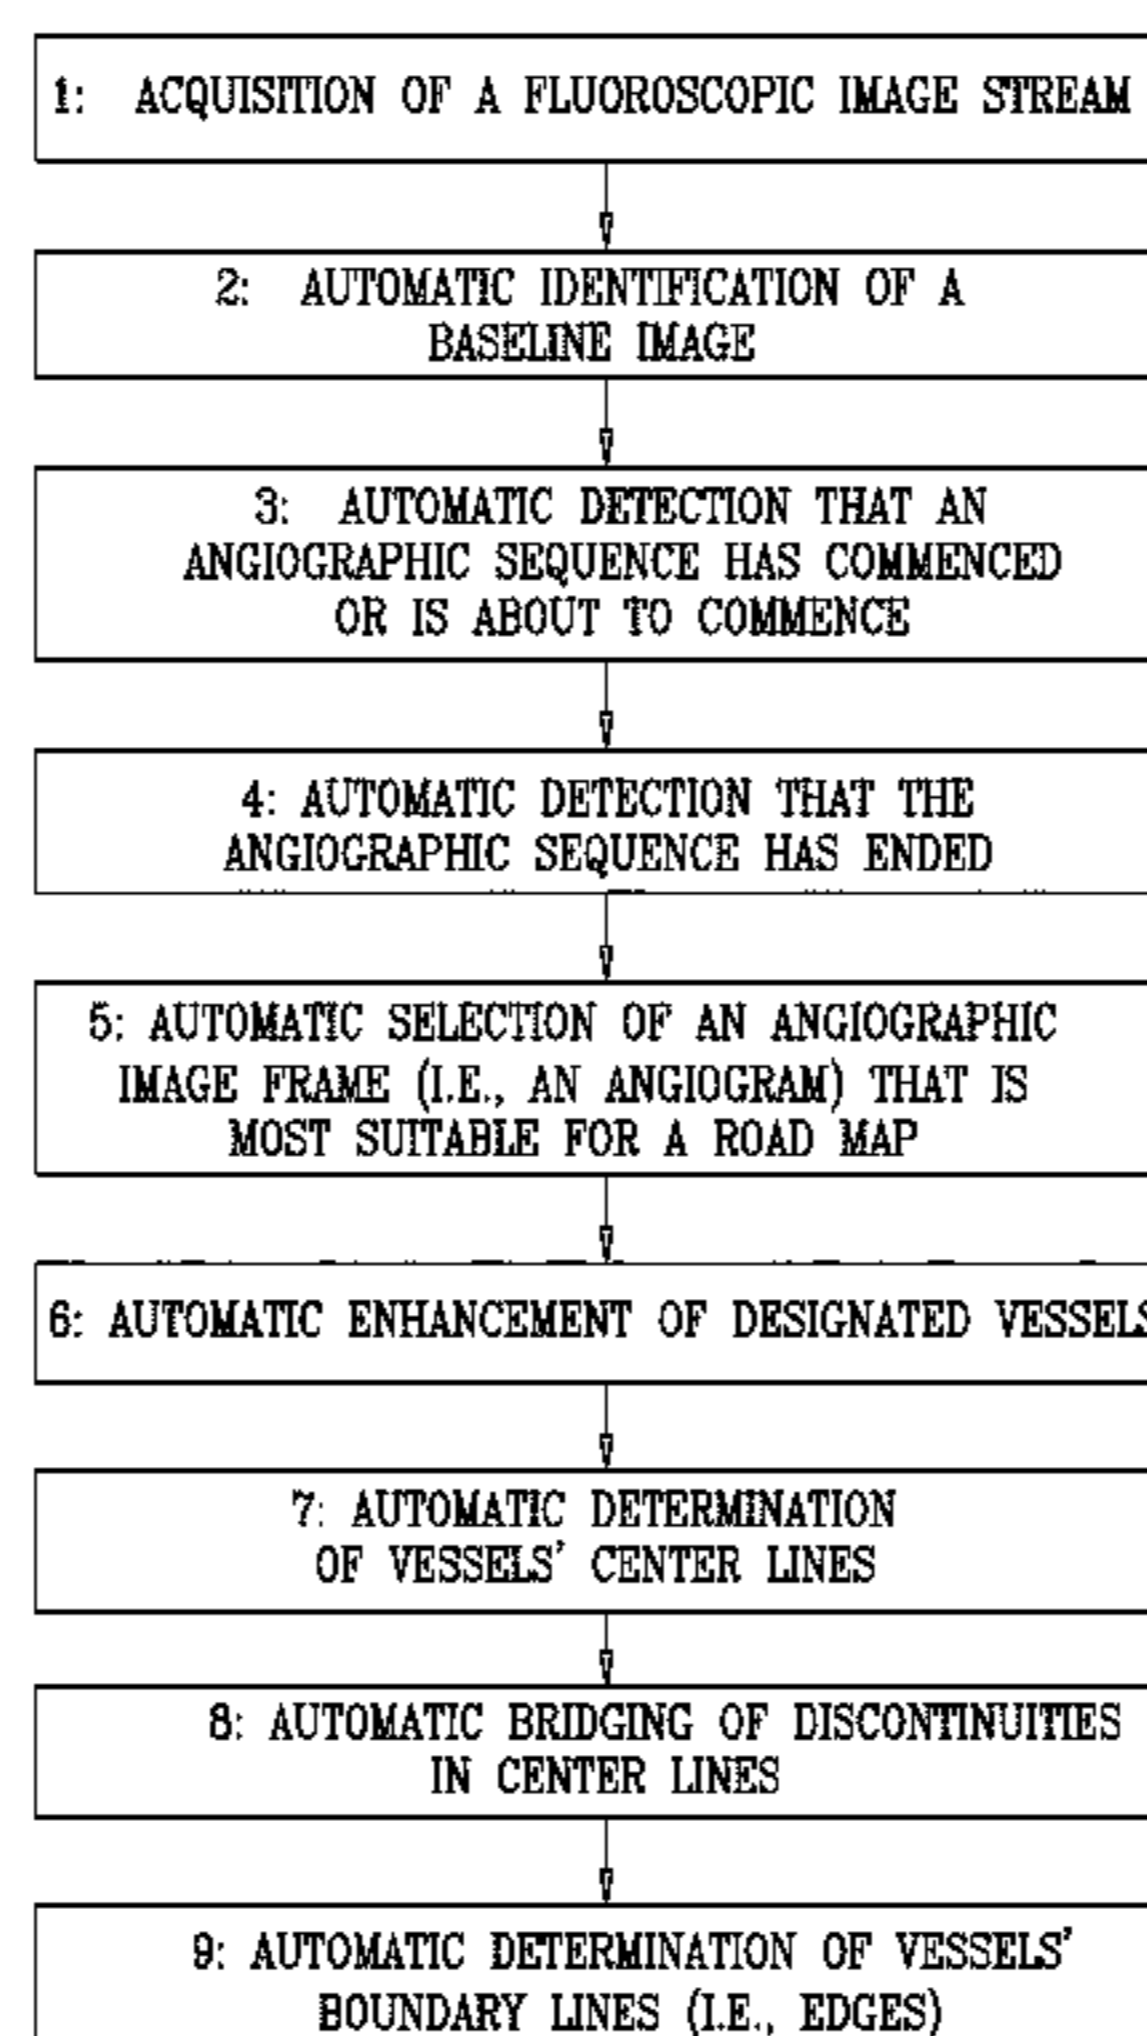 1: ACQUISITION OF A FLUOROSCOPIC IMAGE STREAM
2: AUTOMATIC IDENTIFICATION OF A
BASELINE IMAGE
3: AUTOMATIC DETECTION THAT AN
ANGIOGRAPHIC SEQUENCE HAS COMMENCED
OR IS ABOUT TO COMMENCE
4: AUTOMATIC DETECTION THAT THE
ANGIOGRAPHIC SEQUENCE HAS ENDED
5: AUTOMATIC SELECTION OF AN ANGIOGRAPHIC
IMAGE FRAME (I.E., AN ANGIOGRAM) THAT IS
MOST SUITABLE FOR A ROAD MAP
6: AUTOMATIC ENHANCEMENT OF DESIGNATED VESSELS
7: AUTOMATIC DETERMINATION
OF VESSELS' CENTER LINES
8: AUTOMATIC BRIDGING OF DISCONTINUITIES
IN CENTER LINES
9: AUTOMATIC DETERMINATION OF VESSELS'
BOUNDARY LINES (I.E., EDGES)